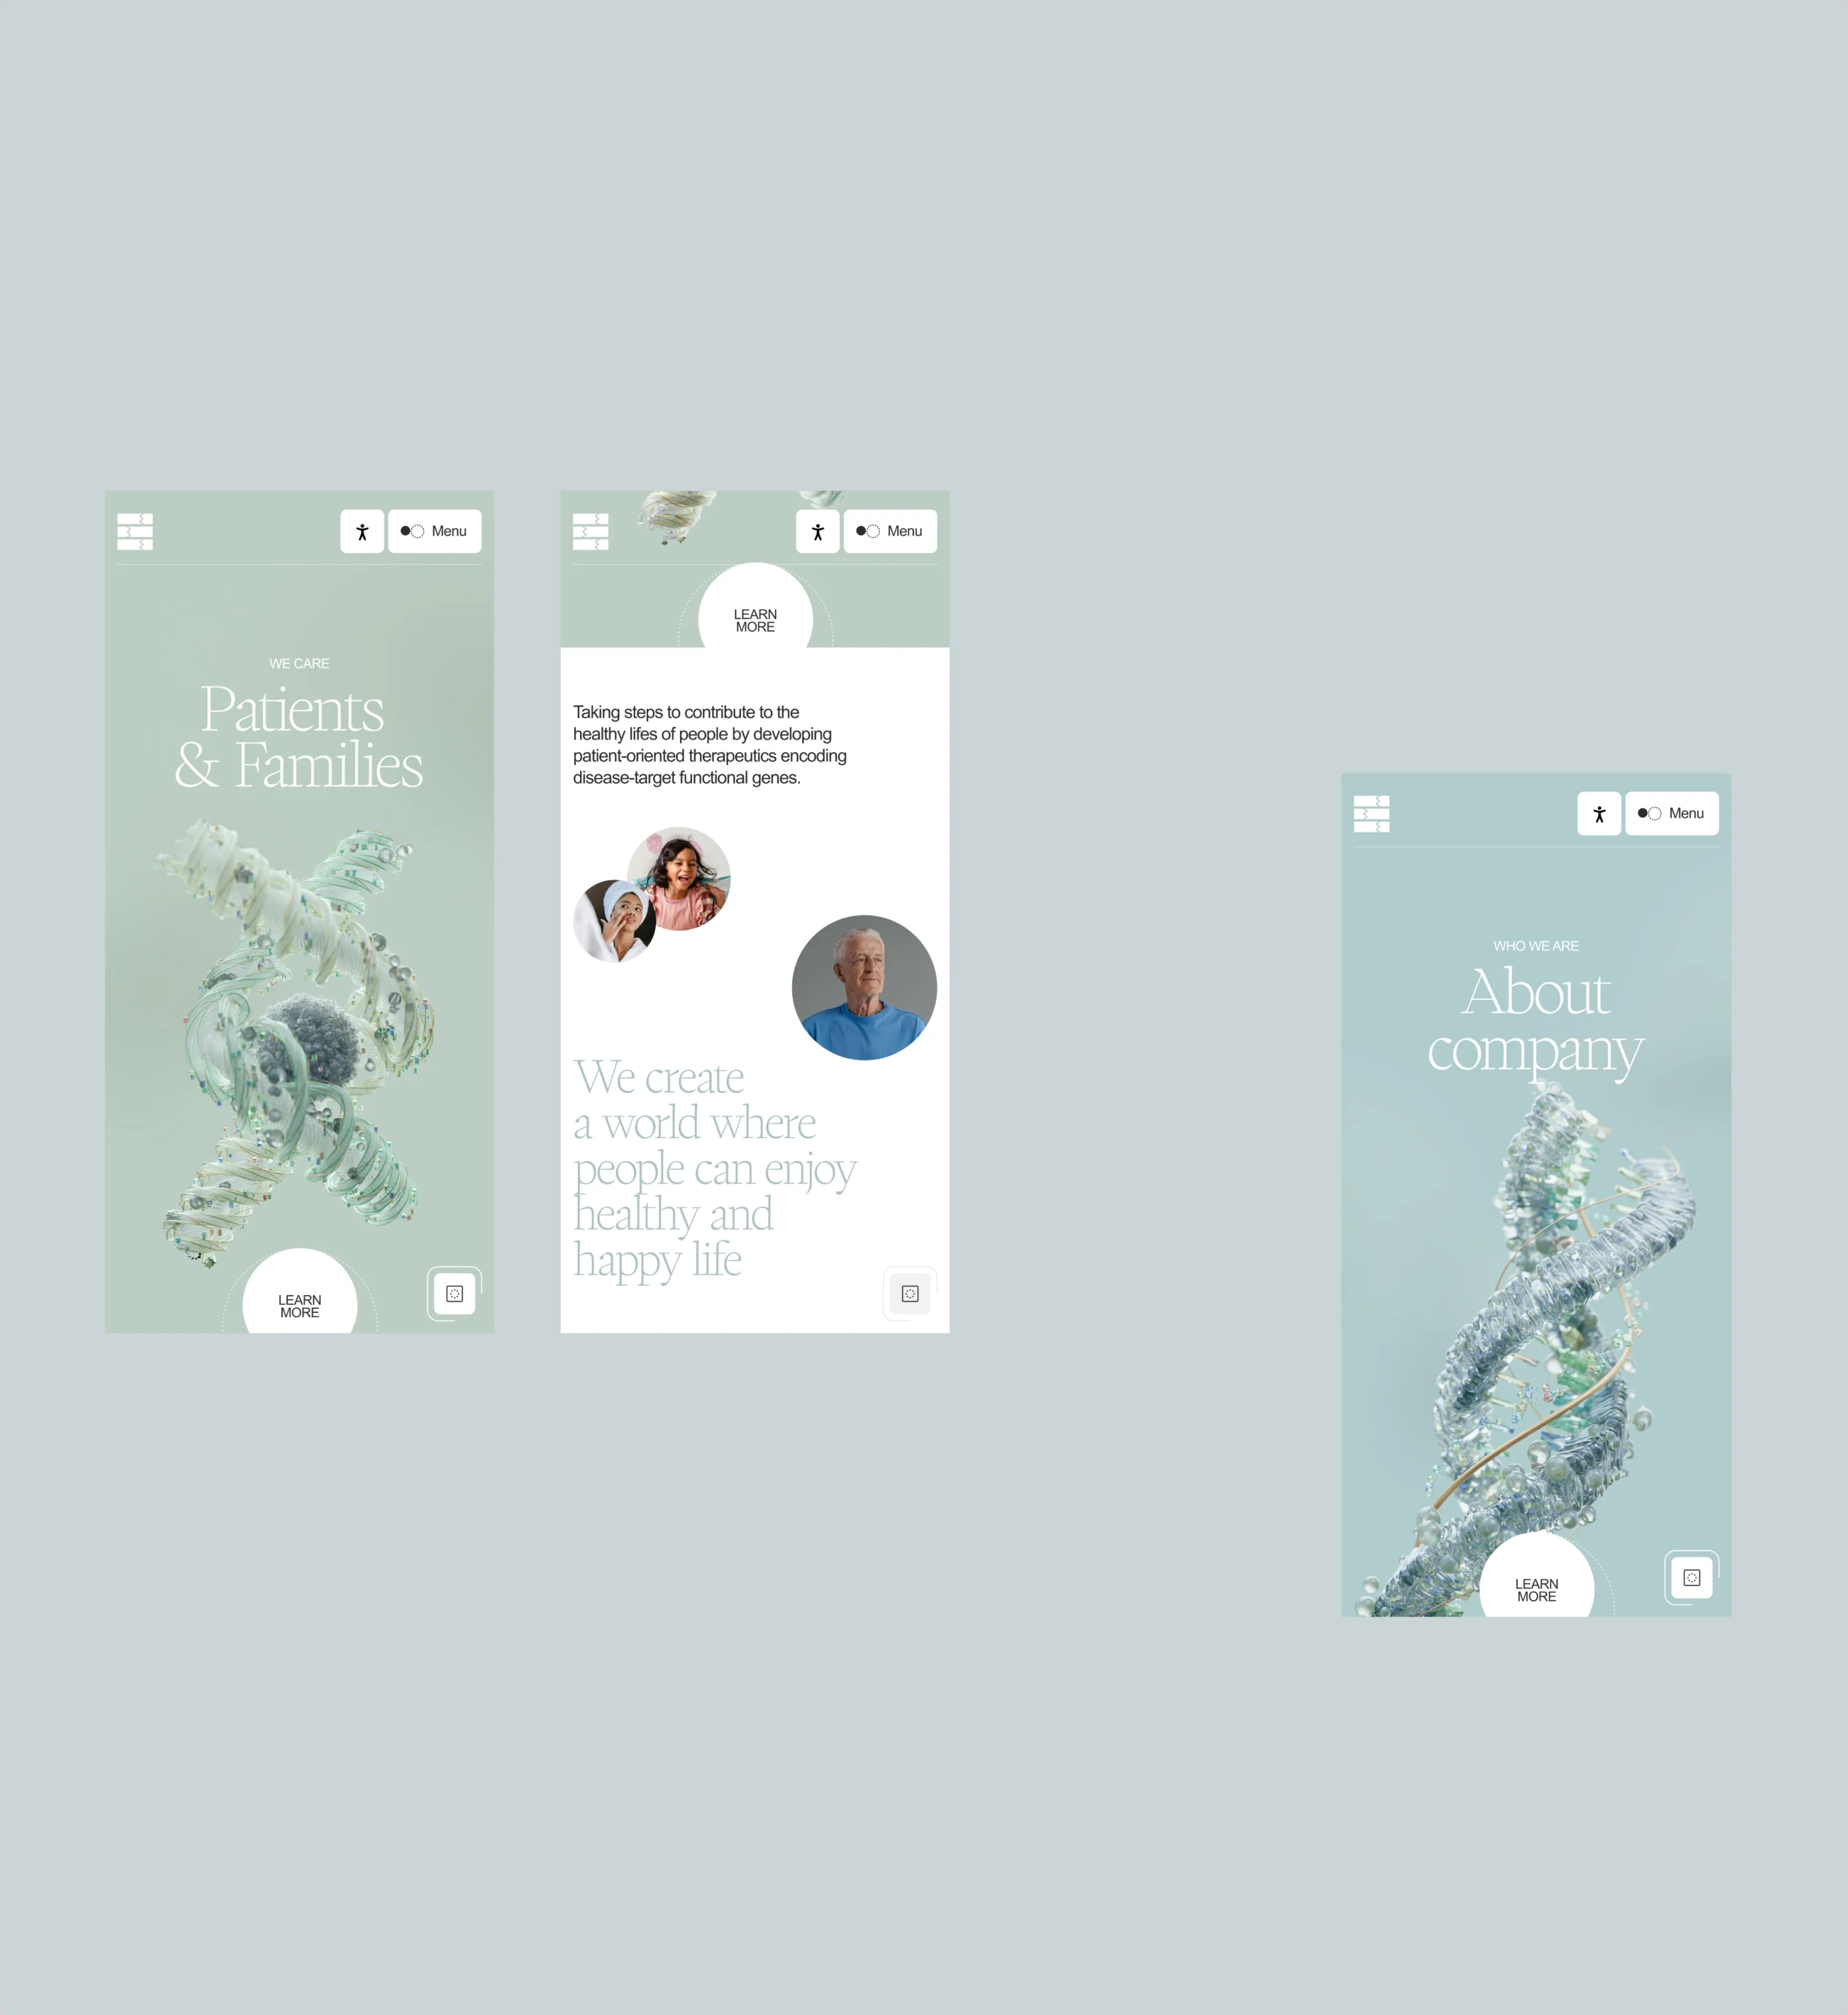 Menu
WE CARE
Patients
& Families
LEARN
MORE
Menu
LEARN
MORE
Taking steps to contribute to the
healthy lifes of people by developing
patient-oriented therapeutics encoding
disease-target functional genes.
We create
a world where
people can enjoy
healthy and
happy life
Menu
WHO WE ARE
About
company
LEARN
MORE